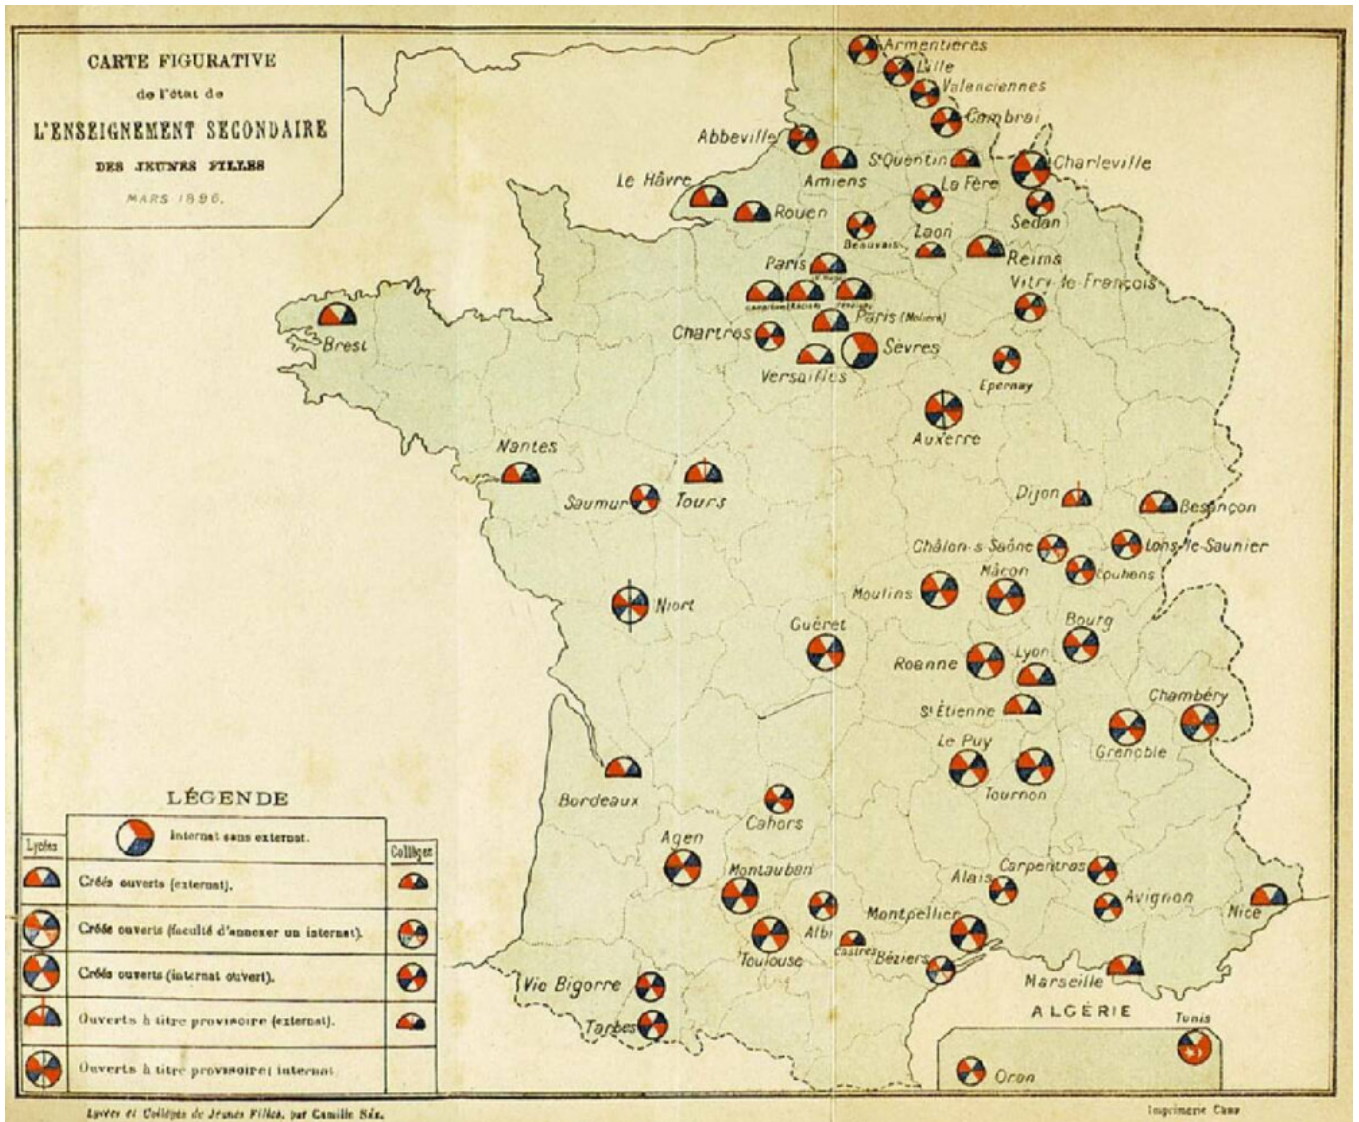 CARTE FIGURATIVE
de l'état de
L'ENSEIGNEMENT SECONDAIRE
DES JEUNES FILLES
MARS 1896.
Armentières
Lille
Valenciennes
Cambrai
Abbeville
Amiens
St Quentin
Charleville
La Fère
Sedan
Le Hâvre
Rouen
Beauvais
Laon
Reims
Vitry-le-François
Paris
RACINE
Paris (Molière)
Chartres
Sèvres
Versailles
Epernay
Brest
Auxerre
Nantes
Saumur
Tours
Dijon
Besançon
Châlon-s-Saône
Lons-le-Saunier
Mâcon
Moulins
Niort
Guéret
Bourg
Roanne
Lyon
St Étienne
Chambéry
Grenoble
Le Puy
Tournon
Bordeaux
Cahors
Agen
Montauban
Carpentras
Alais
Avignon
Nice
Albi
Montpellier
Toulouse
Castres
Béziers
Marseille
Vic Bigorre
Tarbes
ALGÉRIE
Tunis
Oran
LÉGENDE
Lycées
Internat sans externat.
Collèges
Créés ouverts (externat).
Créés ouverts (faculté d'annexer un internat).
Créés ouverts (internat ouvert).
Ouverts à titre provisoire (externat).
Ouverts à titre provisoire internat
Lycées et Collèges de Jeunes Filles, par Camille Sée.
Imprimerie